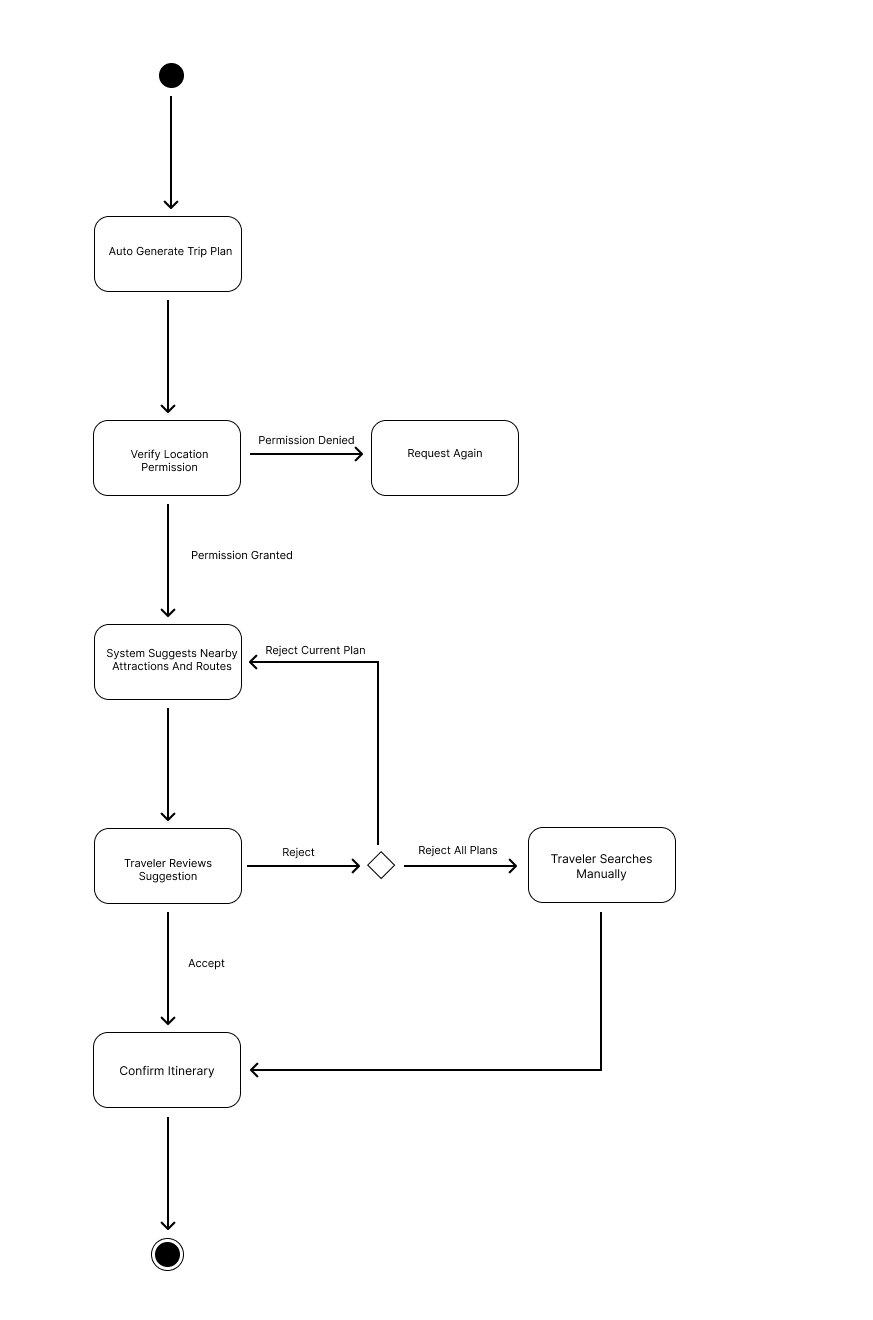 Auto Generate Trip Plan
Permission Denied
Verify Location
Permission
Request Again
Permission Granted
System Suggests Nearby
Attractions And Routes
Reject Current Plan
Traveler Reviews
Suggestion
Reject
Reject All Plans
Traveler Searches
Manually
Accept
Confirm Itinerary